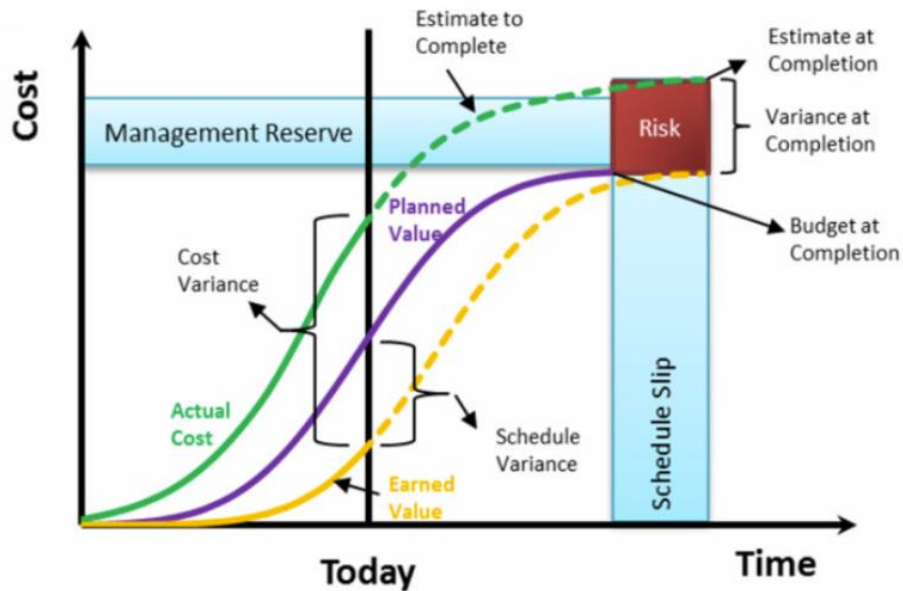 Estimate to
Complete
Estimate at
Completion
Cost
Management Reserve
Risk
Variance at
Completion
Planned
Value
Budget at
Completion
Cost
Variance
Actual
Cost
Schedule
Variance
Schedule Slip
Earned
Value
Today
Time